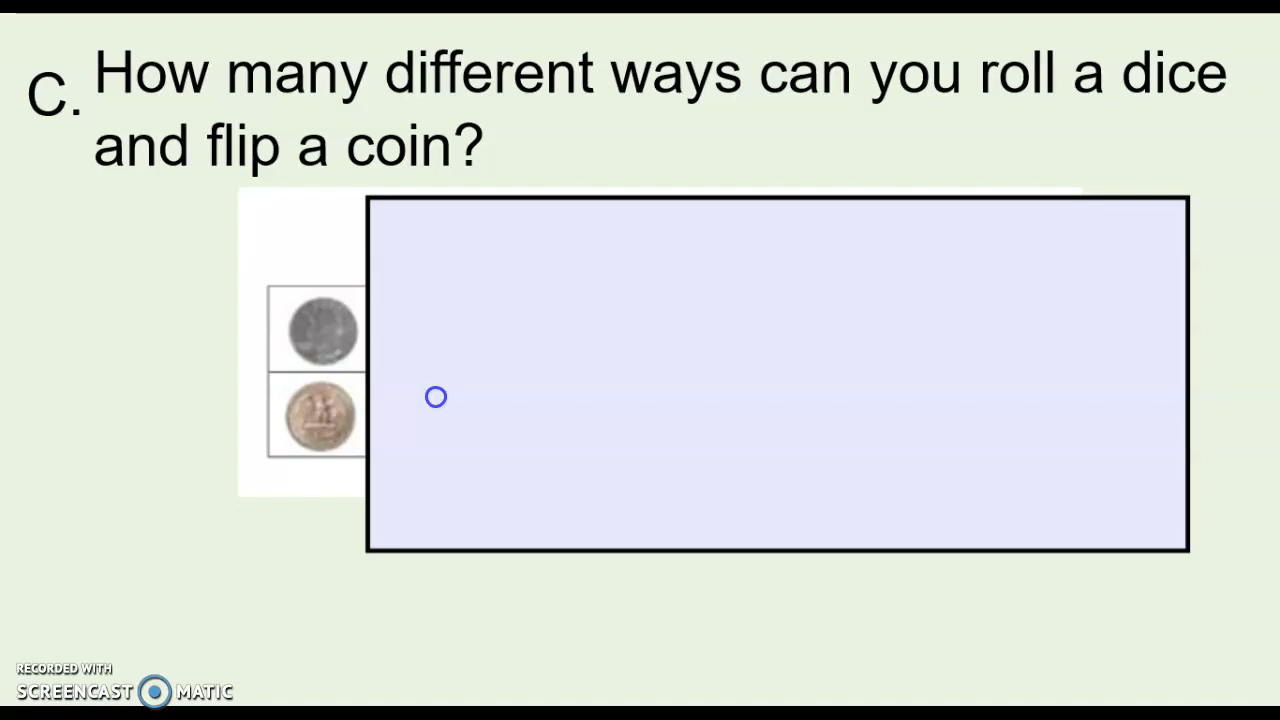 C. How many different ways can you roll a dice
and flip a coin?
RECORDED WITH
SCREENCAST MATIC